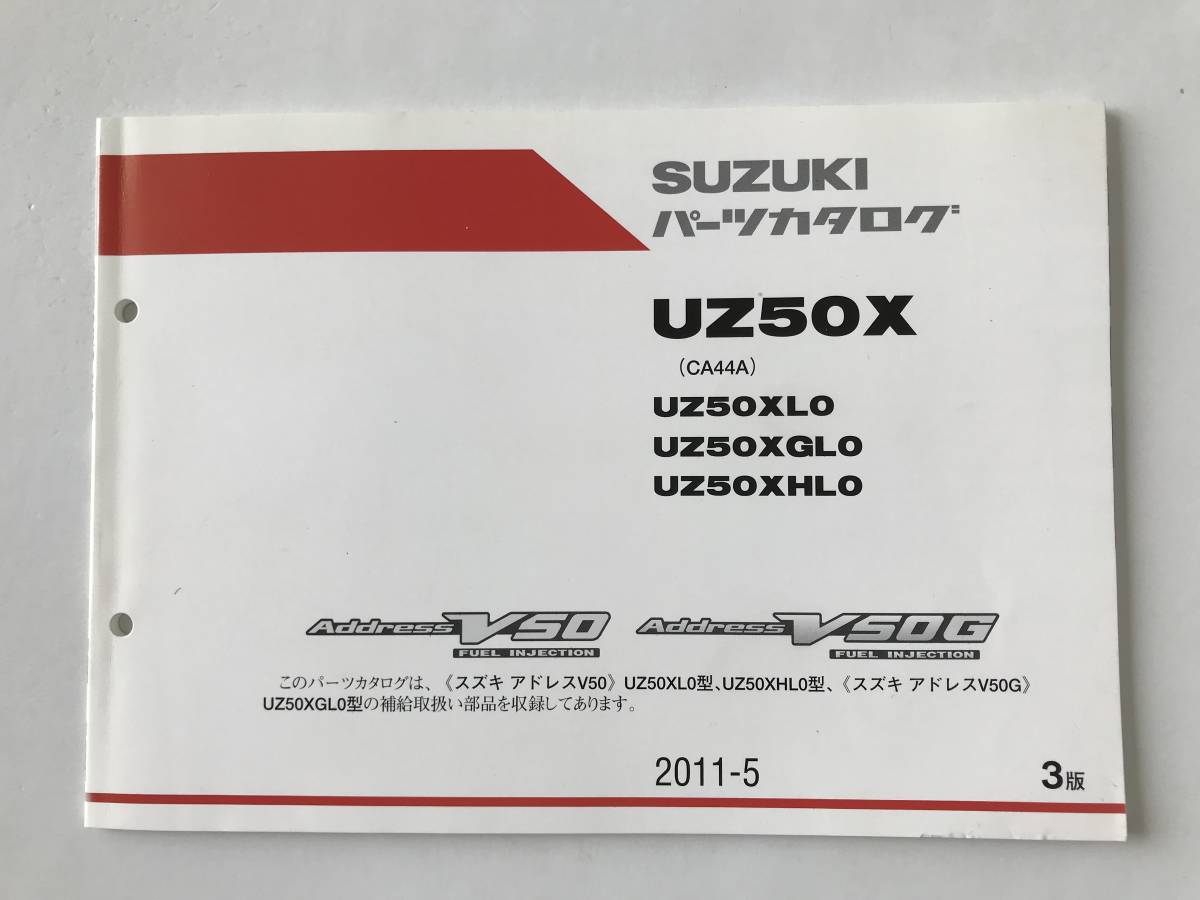 SUZUKI
パーツカタログ
UZ50X
(CA44A)
UZ50XL0
UZ50XGL0
UZ50XHL0
Address V50
FUEL INJECTION
Address V50G
FUEL INJECTION
このパーツカタログは、《スズキ アドレスV50》UZ50XL0型、UZ50XHL0型、《スズキ アドレスV50G》
UZ50XGL0型の補給取扱い部品を収録してあります。
2011-5
3版